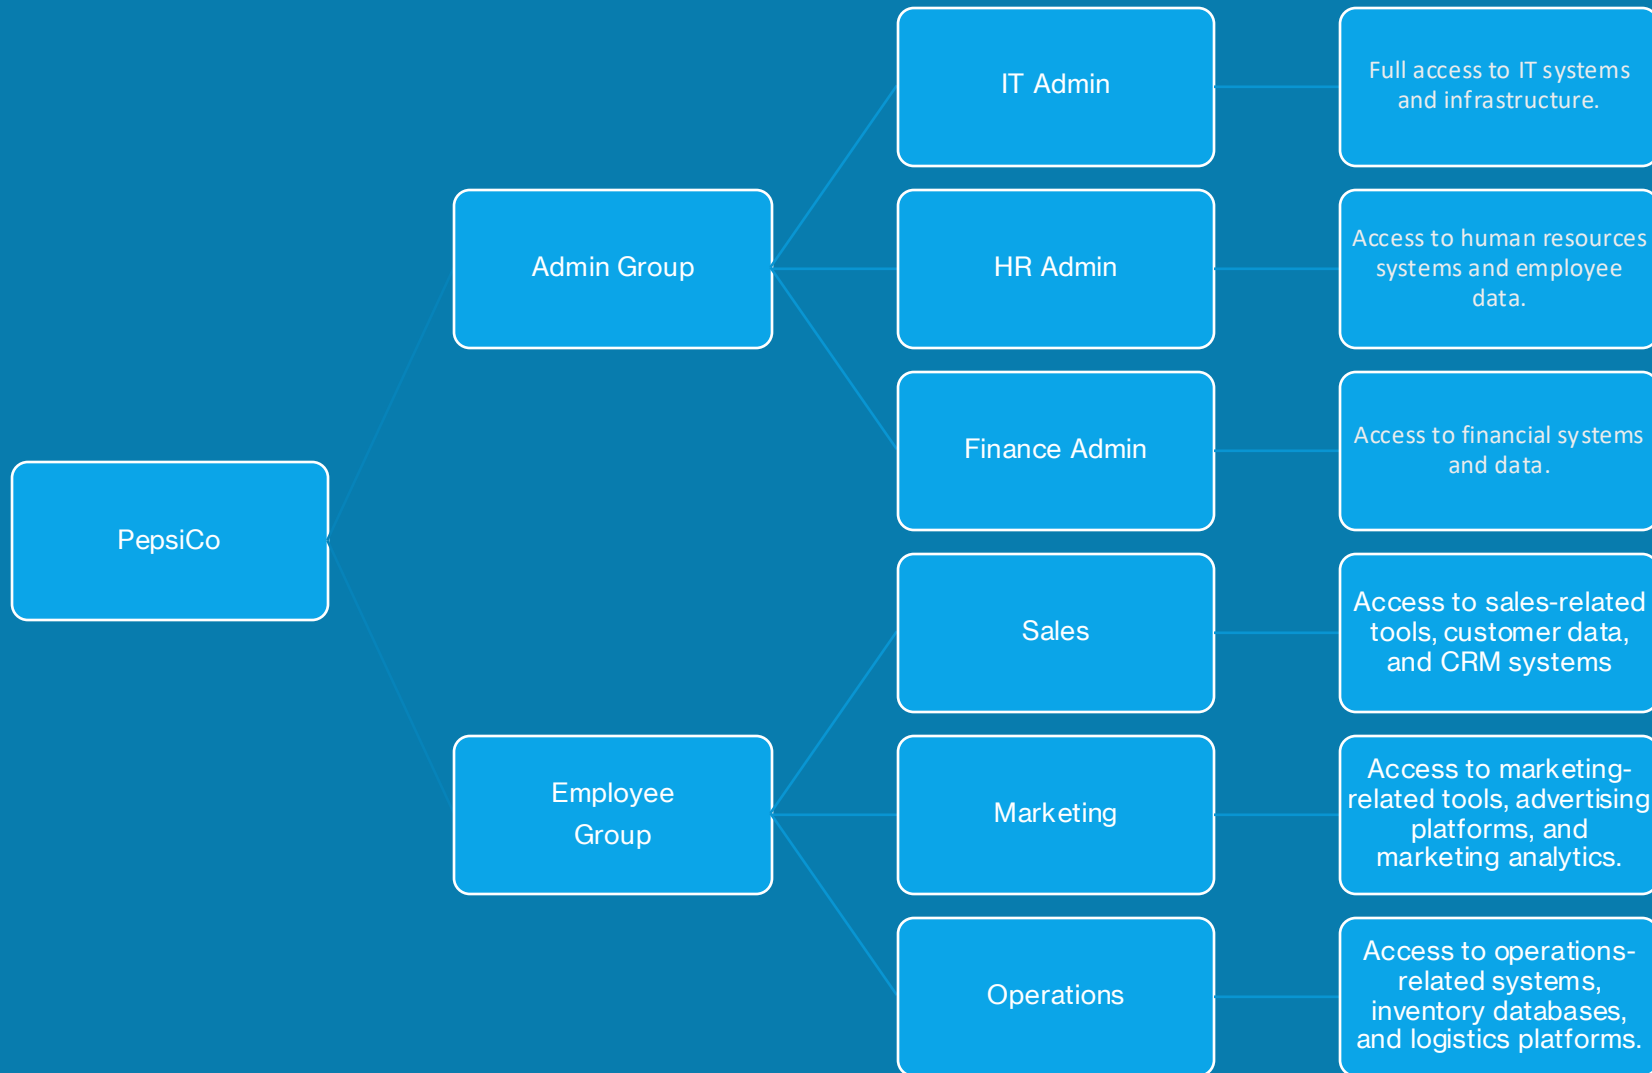 PepsiCo
Admin Group
IT Admin
Full access to IT systems
and infrastructure.
HR Admin
Access to human resources
systems and employee
data.
Finance Admin
Access to financial systems
and data.
Employee
Group
Sales
Access to sales-related
tools, customer data,
and CRM systems
Marketing
Access to marketing-
related tools, advertising
platforms, and
marketing analytics.
Operations
Access to operations-
related systems,
inventory databases,
and logistics platforms.